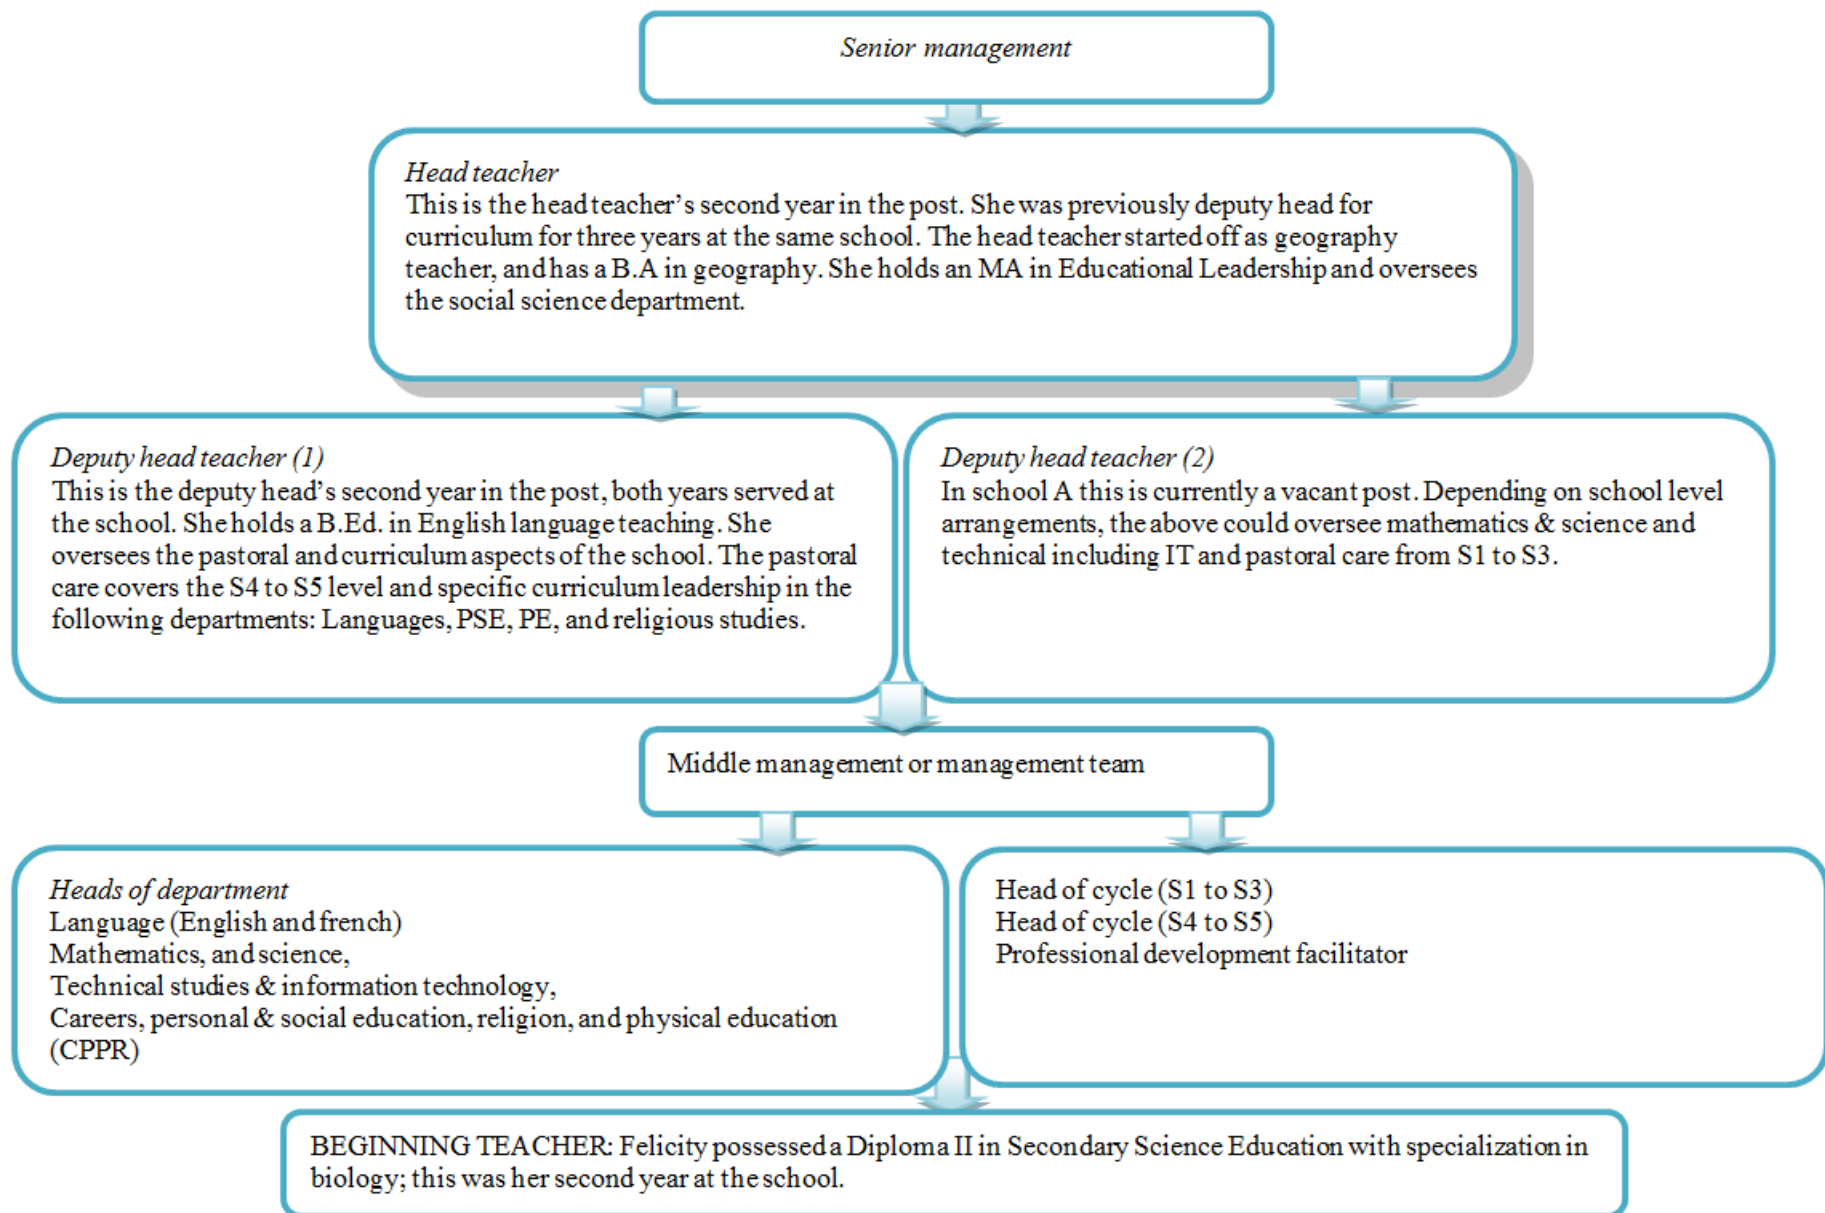 Senior management
Head teacher
This is the head teacher’s second year in the post. She was previously deputy head for
curriculum for three years at the same school. The head teacher started off as geography
teacher, and has a B.A in geography. She holds an MA in Educational Leadership and oversees
the social science department.
Deputy head teacher (1)
This is the deputy head’s second year in the post, both years served at
the school. She holds a B.Ed. in English language teaching. She
oversees the pastoral and curriculum aspects of the school. The pastoral
care covers the S4 to S5 level and specific curriculum leadership in the
following departments: Languages, PSE, PE, and religious studies.
Deputy head teacher (2)
In school A this is currently a vacant post. Depending on school level
arrangements, the above could oversee mathematics & science and
technical including IT and pastoral care from S1 to S3.
Middle management or management team
Heads of department
Language (English and french)
Mathematics, and science,
Technical studies & information technology,
Careers, personal & social education, religion, and physical education
(CPPR)
Head of cycle (S1 to S3)
Head of cycle (S4 to S5)
Professional development facilitator
BEGINNING TEACHER: Felicity possessed a Diploma II in Secondary Science Education with specialization in
biology; this was her second year at the school.